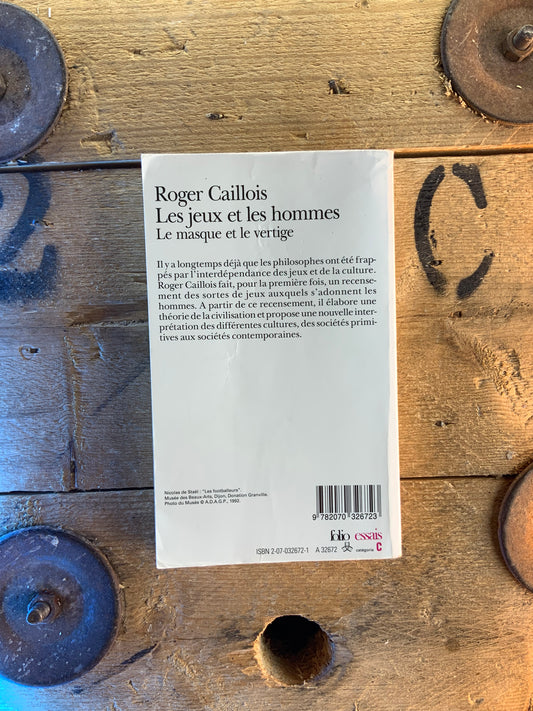 Roger Caillois
Les jeux et les hommes
Le masque et le vertige
Il y a longtemps déjà que les philosophes ont été frap-
pés par l'interdépendance des jeux et de la culture.
Roger Caillois fait, pour la première fois, un recense-
ment des sortes de jeux auxquels s'adonnent les
hommes. A partir de ce recensement, il élabore une
théorie de la civilisation et propose une nouvelle inter-
prétation des différentes cultures, des sociétés primi-
tives aux sociétés contemporaines.
Nicolas de Staël : "Les footballeurs".
Musée des Beaux-Arts, Dijon, Donation Granville.
Photo du Musée © A.D.A.G.P., 1992.
9 782070 326723
folio essais
ISBN 2-07-032672-1 A 32672 catégorie C
2
C